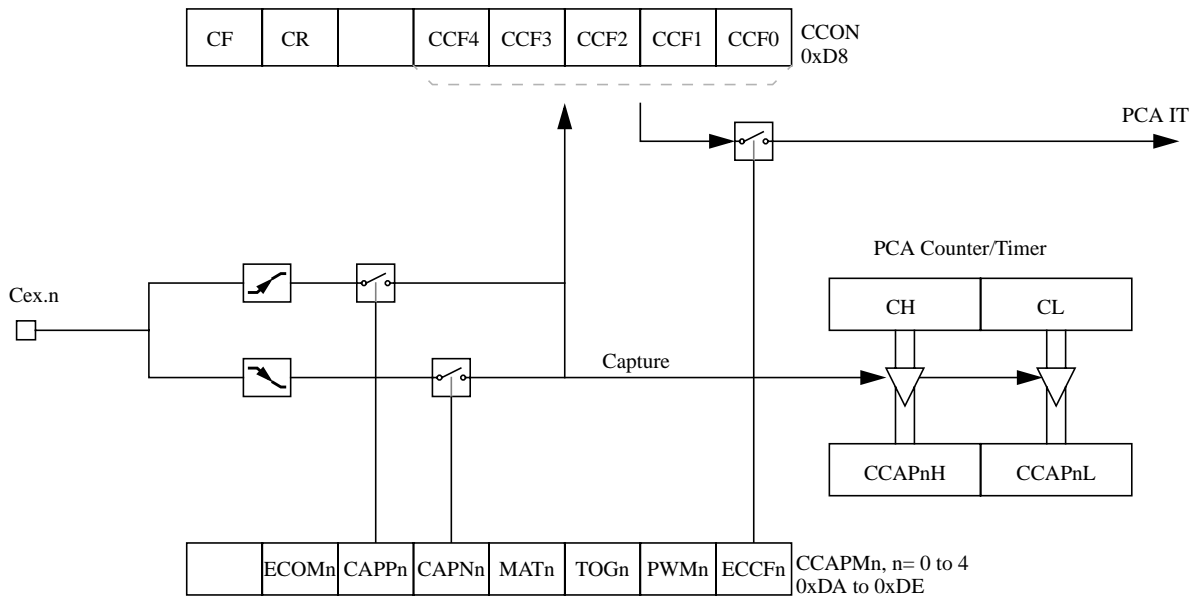 CF CR CCF4 CCF3 CCF2 CCF1 CCF0 CCON
0xD8
PCA IT
PCA Counter/Timer
Cex.n
CH CL
Capture
CCAPnH CCAPnL
ECOMn CAPPn CAPNn MATn TOGn PWMn ECCFn CCAPMn, n= 0 to 4
0xDA to 0xDE